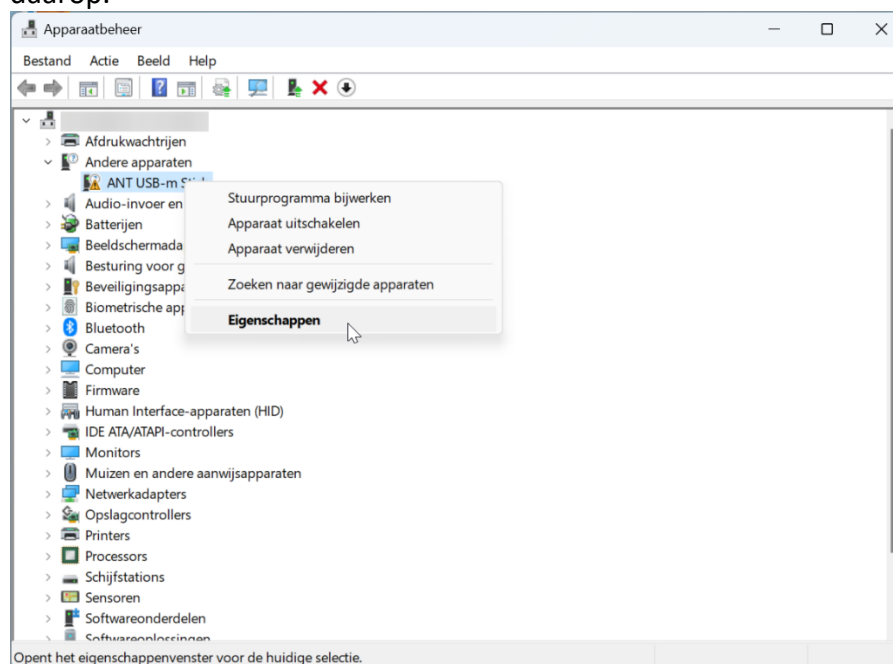 Apparaatbeheer
Bestand Actie Beeld Help
Afdrukwachtrijen
Andere apparaten
ANT USB-m
Audio-invoer en
Batterijen
Beeldschermada
Besturing voor g
Beveiligingsappa
Biometrische app
Bluetooth
Camera's
Computer
Firmware
Human Interface-apparaten (HID)
IDE ATA/ATAPI-controllers
Monitors
Muizen en andere aanwijsapparaten
Netwerkadapters
Opslagcontrollers
Printers
Processors
Schijfstations
Sensoren
Softwareonderdelen
Softwareoplossingen
Stuurprogramma bijwerken
Apparaat uitschakelen
Apparaat verwijderen
Zoeken naar gewijzigde apparaten
Eigenschappen
Opent het eigenschappenvenster voor de huidige selectie.